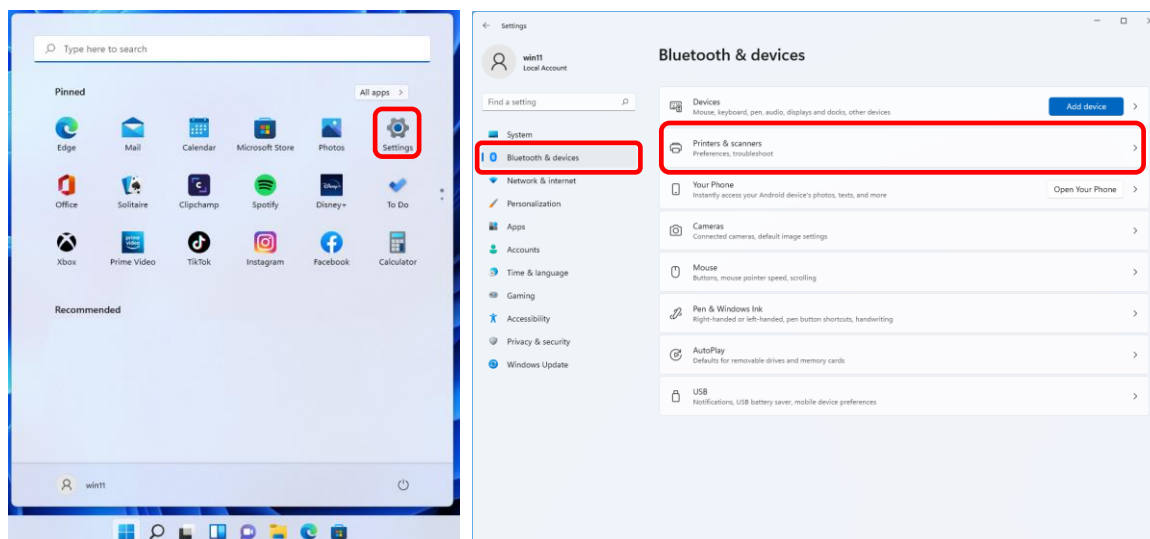 Type here to search
Pinned
All apps >
Edge
Mail
Calendar
Microsoft Store
Photos
Settings
Office
Solitaire
Clipchamp
Spotify
Disney+
To Do
Xbox
Prime Video
TikTok
Instagram
Facebook
Calculator
Recommended
win11
Settings
win11
Local Account
Find a setting
System
Bluetooth & devices
Network & internet
Personalization
Apps
Accounts
Time & language
Gaming
Accessibility
Privacy & security
Windows Update
Bluetooth & devices
Devices
Mouse, keyboard, pen, audio, displays and docks, other devices
Add device
Printers & scanners
Preferences, troubleshoot
Your Phone
Instantly access your Android device's photos, texts, and more
Open Your Phone
Cameras
Connected cameras, default image settings
Mouse
Buttons, mouse pointer speed, scrolling
Pen & Windows Ink
Right-handed or left-handed, pen button shortcuts, handwriting
AutoPlay
Defaults for removable drives and memory cards
USB
Notifications, USB battery saver, mobile device preferences